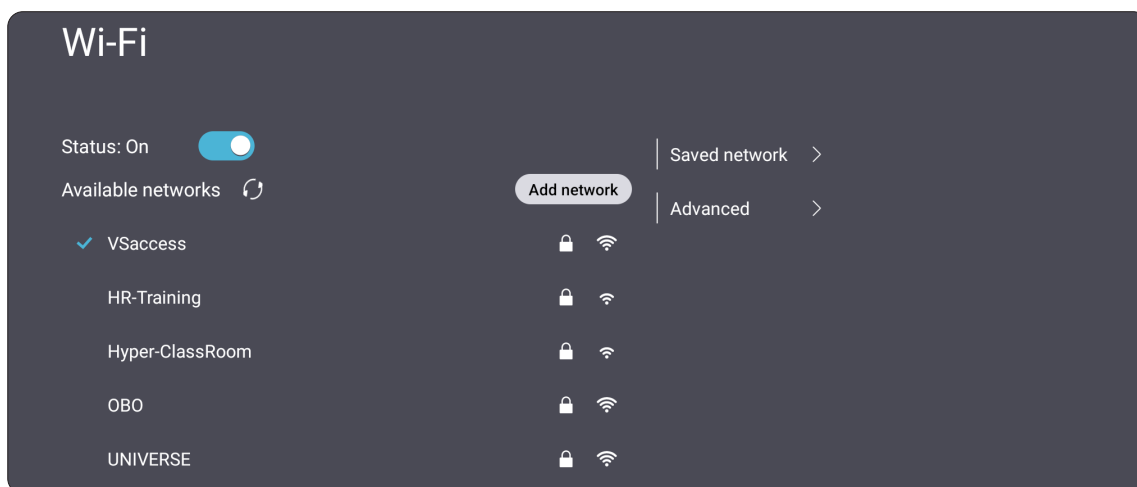 Wi-Fi
Status: On
Available networks
Add network
VSaccess
HR-Training
Hyper-ClassRoom
OBO
UNIVERSE
Saved network
Advanced